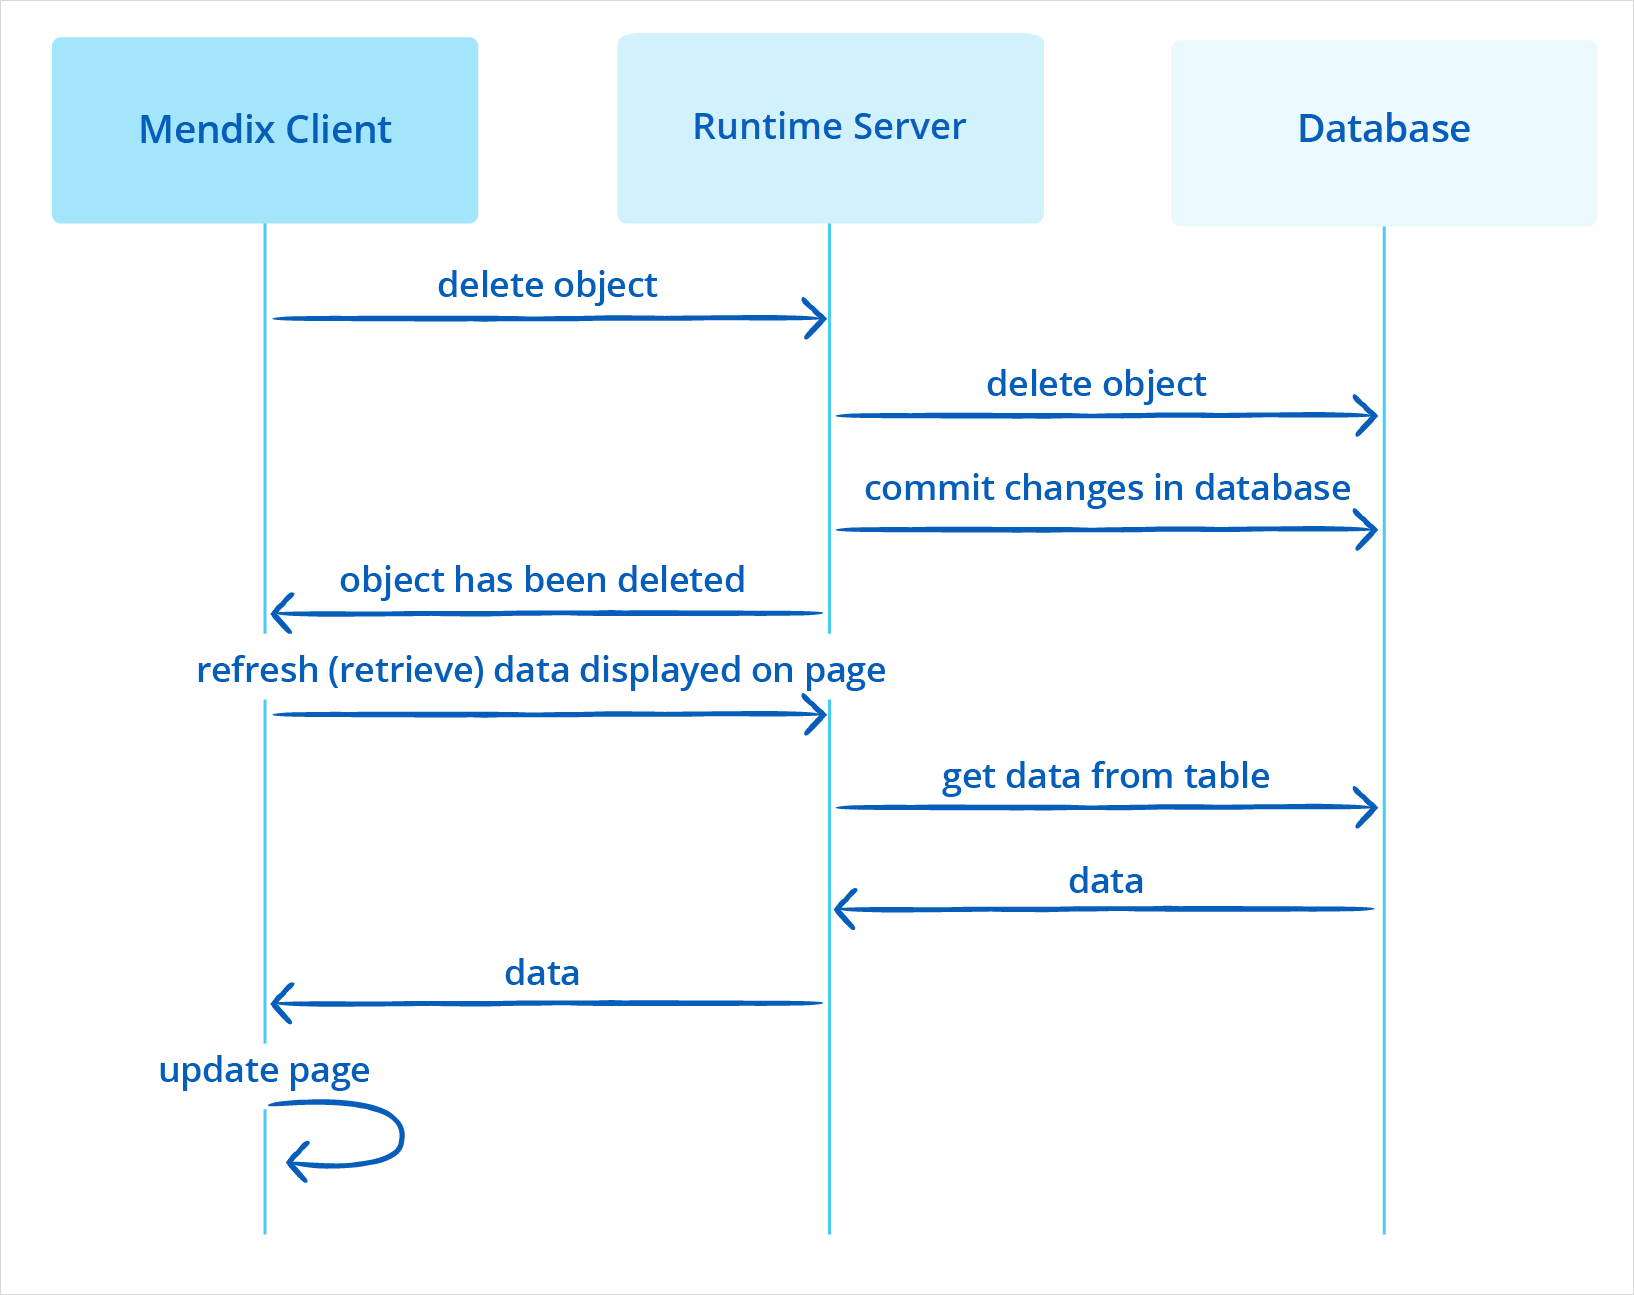 Mendix Client
Runtime Server
Database
delete object
delete object
commit changes in database
object has been deleted
refresh (retrieve) data displayed on page
get data from table
data
data
update page